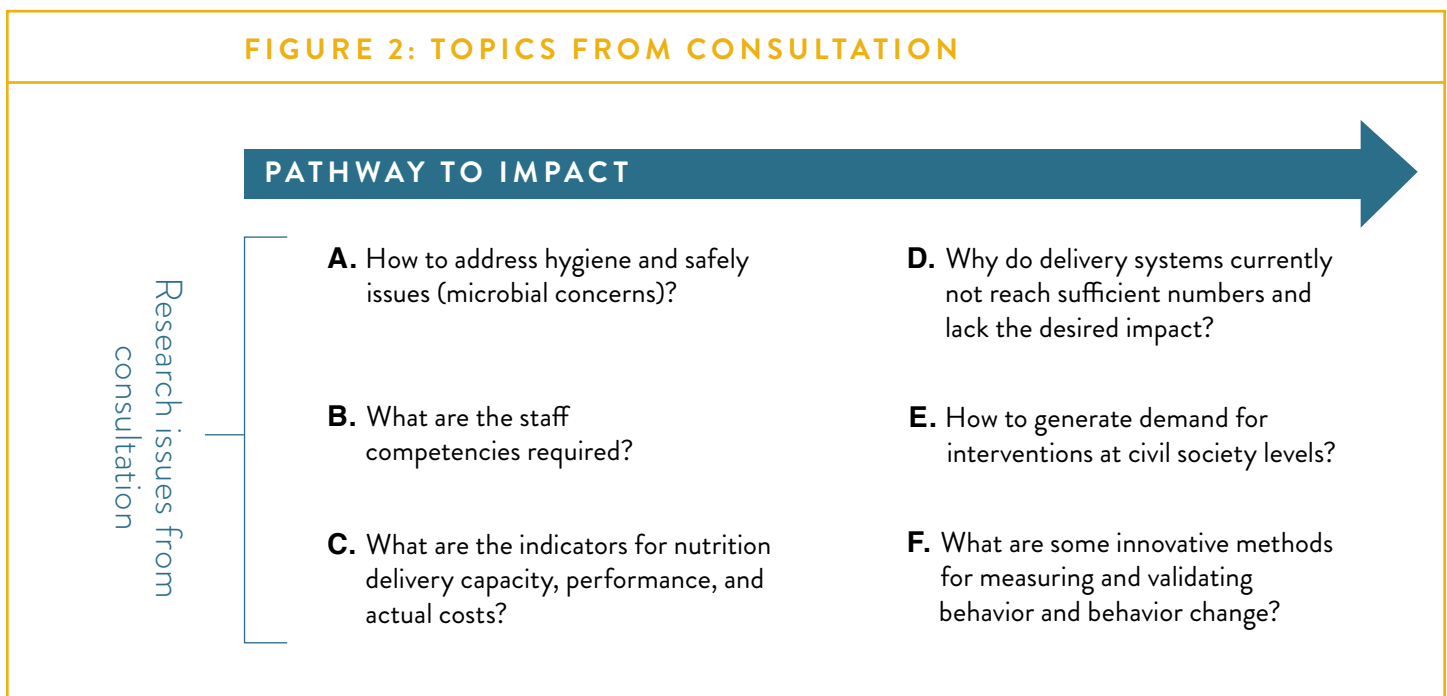 FIGURE 2: TOPICS FROM CONSULTATION
PATHWAY TO IMPACT
Research issues from
consultation
A. How to address hygiene and safely
issues (microbial concerns)?
B. What are the staff
competencies required?
C. What are the indicators for nutrition
delivery capacity, performance, and
actual costs?
D. Why do delivery systems currently
not reach sufficient numbers and
lack the desired impact?
E. How to generate demand for
interventions at civil society levels?
F. What are some innovative methods
for measuring and validating
behavior and behavior change?